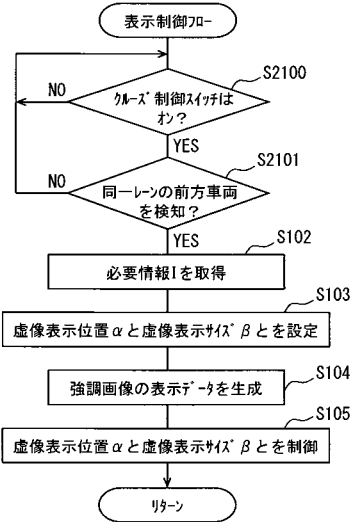 表示制御ﾌﾛｰ
S2100
ｸﾙｰｽﾞ制御ｽｲｯﾁは
ｵﾝ?
NO
YES
S2101
同一ﾚｰﾝの前方車両
を検知?
NO
YES
S102
必要情報Iを取得
S103
虚像表示位置αと虚像表示ｻｲｽﾞβとを設定
S104
強調画像の表示ﾃﾞｰﾀを生成
S105
虚像表示位置αと虚像表示ｻｲｽﾞβとを制御
ﾘﾀｰﾝ